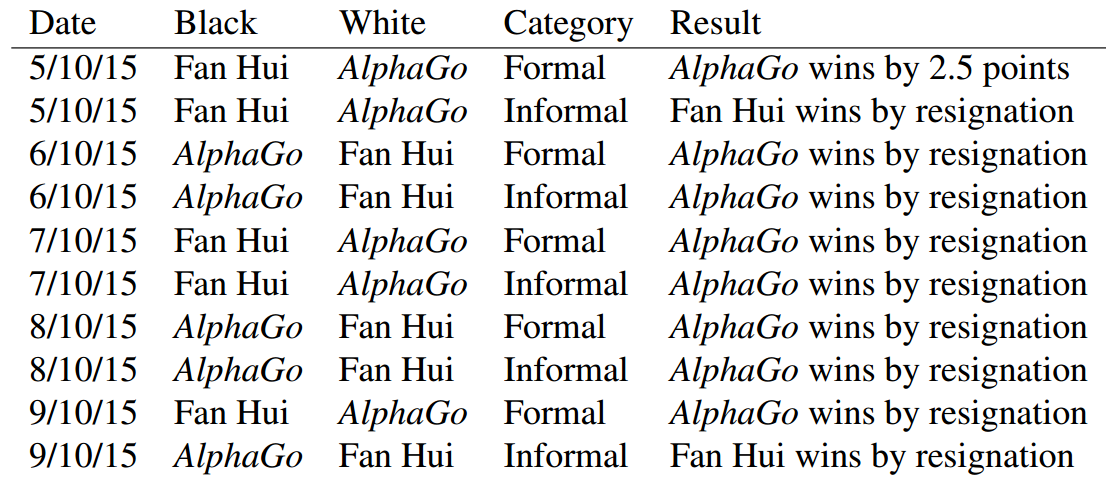 Date Black White Category Result
5/10/15 Fan Hui AlphaGo Formal AlphaGo wins by 2.5 points
5/10/15 Fan Hui AlphaGo Informal Fan Hui wins by resignation
6/10/15 AlphaGo Fan Hui Formal AlphaGo wins by resignation
6/10/15 AlphaGo Fan Hui Informal AlphaGo wins by resignation
7/10/15 Fan Hui AlphaGo Formal AlphaGo wins by resignation
7/10/15 Fan Hui AlphaGo Informal AlphaGo wins by resignation
8/10/15 AlphaGo Fan Hui Formal AlphaGo wins by resignation
8/10/15 AlphaGo Fan Hui Informal AlphaGo wins by resignation
9/10/15 Fan Hui AlphaGo Formal AlphaGo wins by resignation
9/10/15 AlphaGo Fan Hui Informal Fan Hui wins by resignation